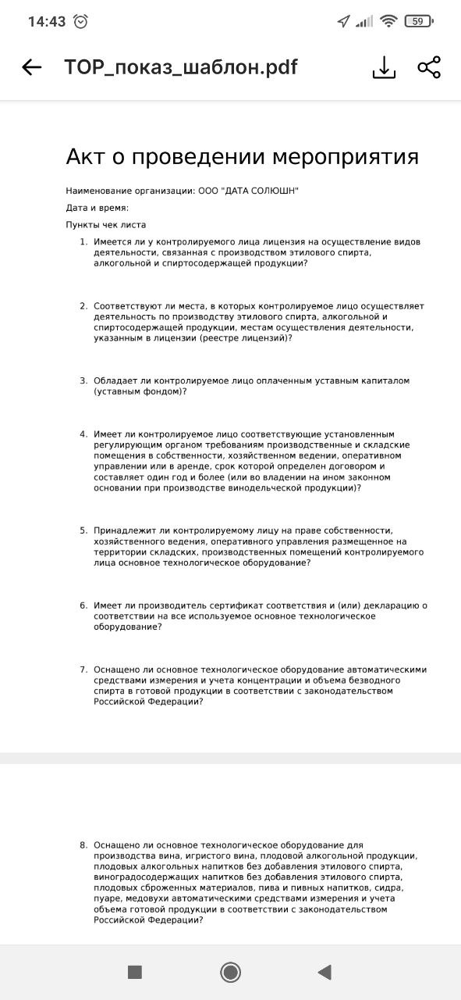 14:43
59
TOP_показ_шаблон.pdf
Акт о проведении мероприятия
Наименование организации: ООО "ДАТА СОЛЮШН"
Дата и время:
Пункты чек листа
1. Имеется ли у контролируемого лица лицензия на осуществление видов
деятельности, связанная с производством этилового спирта,
алкогольной и спиртосодержащей продукции?
2. Соответствуют ли места, в которых контролируемое лицо осуществляет
деятельность по производству этилового спирта, алкогольной и
спиртосодержащей продукции, местам осуществления деятельности,
указанным в лицензии (реестре лицензий)?
3. Обладает ли контролируемое лицо оплаченным уставным капиталом
(уставным фондом)?
4. Имеет ли контролируемое лицо соответствующие установленным
регулирующим органом требованиям производственные и складские
помещения в собственности, хозяйственном ведении, оперативном
управлении или в аренде, срок которой определен договором и
составляет один год и более (или во владении на ином законном
основании при производстве винодельческой продукции)?
5. Принадлежит ли контролируемому лицу на праве собственности,
хозяйственного ведения, оперативного управления размещенное на
территории складских, производственных помещений контролируемого
лица основное технологическое оборудование?
6. Имеет ли производитель сертификат соответствия и (или) декларацию о
соответствии на все используемое основное технологическое
оборудование?
7. Оснащено ли основное технологическое оборудование автоматическими
средствами измерения и учета концентрации и объема безводного
спирта в готовой продукции в соответствии с законодательством
Российской Федерации?
8. Оснащено ли основное технологическое оборудование для
производства вина, игристого вина, плодовой алкогольной продукции,
плодовых алкогольных напитков без добавления этилового спирта,
виноградосодержащих напитков без добавления этилового спирта,
плодовых сброженных материалов, пива и пивных напитков, сидра,
пуаре, медовухи автоматическими средствами измерения и учета
объема готовой продукции в соответствии с законодательством
Российской Федерации?